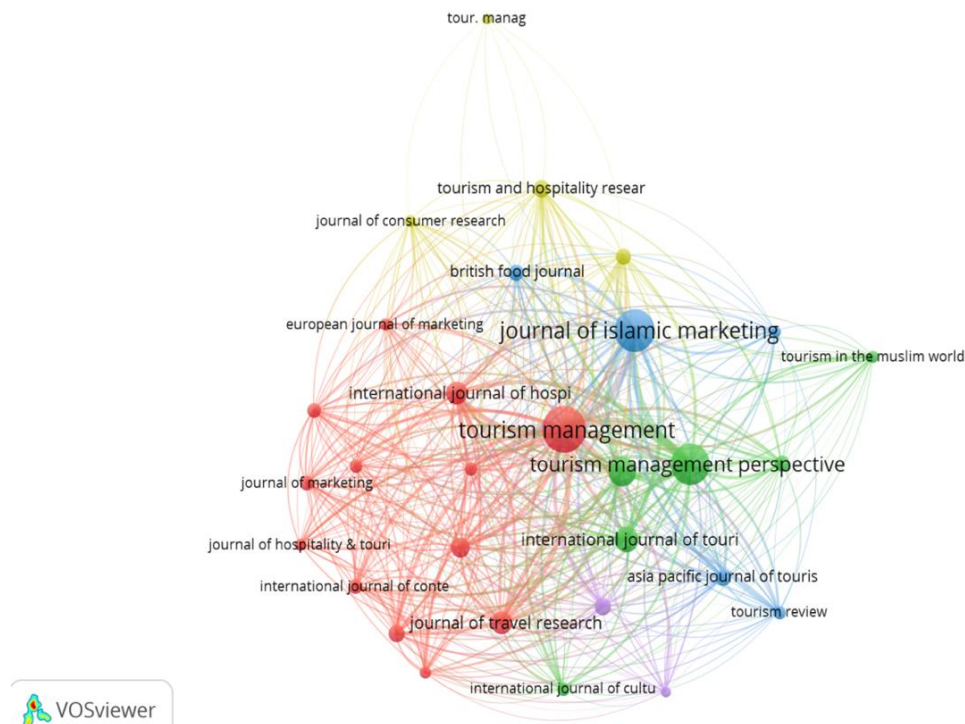 tour. manag
tourism and hospitality resear
journal of consumer research
british food journal
european journal of marketing
journal of islamic marketing
tourism in the muslim world
international journal of hospi
tourism management
tourism management perspective
journal of marketing
international journal of touri
journal of hospitality & touri
asia pacific journal of touris
international journal of conte
tourism review
journal of travel research
international journal of cultu
VOSviewer